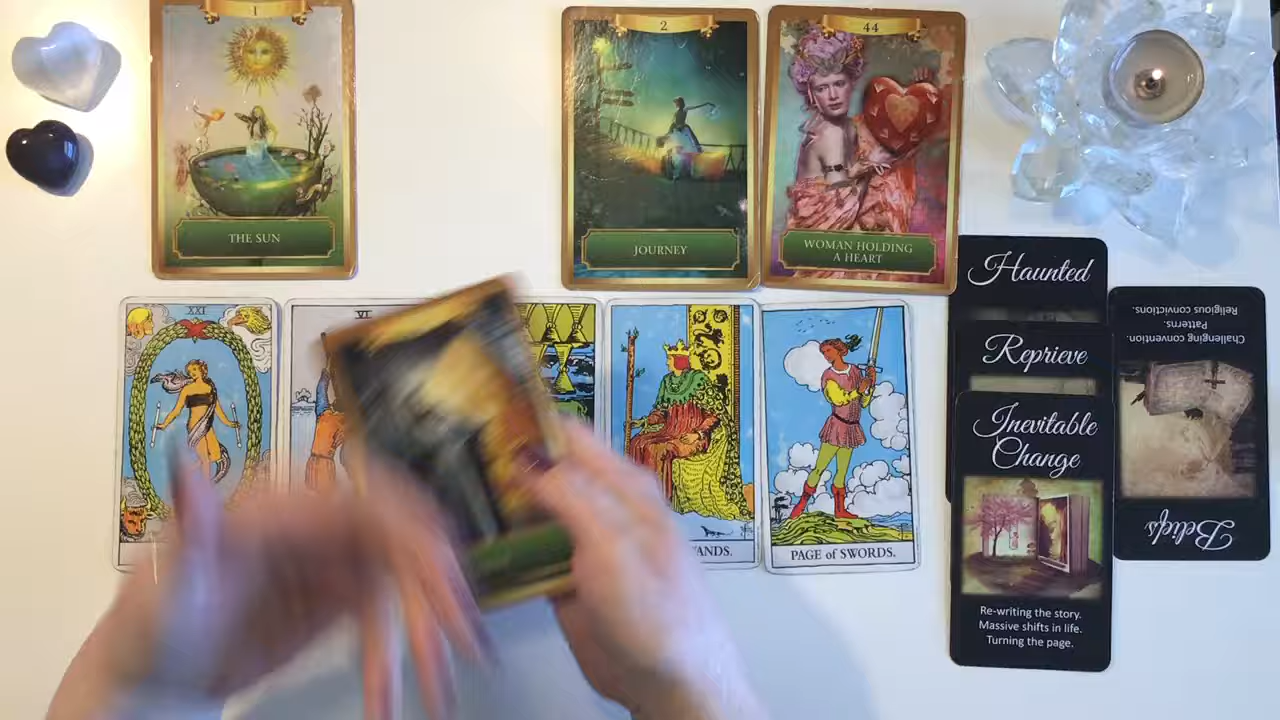 1
THE SUN
2
JOURNEY
44
WOMAN HOLDING
A HEART
XXI
VI
WANDS.
PAGE of SWORDS.
Haunted
Reprieve
Inevitable
Change
Re-writing the story.
Massive shifts in life.
Turning the page.
Beliefs
Challenging convention.
Patterns.
Religious convictions.